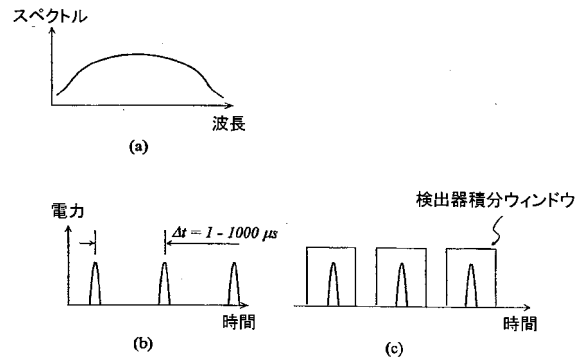 スペクトル
波長
(a)
電力
Δt = 1 - 1000 μs
時間
(b)
検出器積分ウィンドウ
時間
(c)